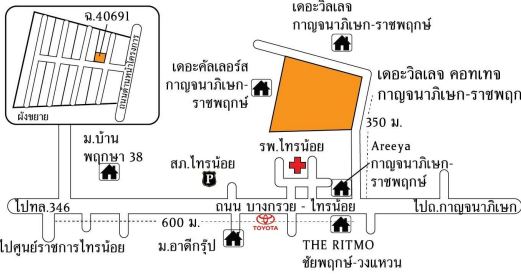 ฉ.40691
ถนนด้านหน้าโครงการ
ผังขยาย
เดอะวิลเลจ
กาญจนาภิเษก-ราชพฤกษ์
เดอะคัลเลอร์ส
กาญจนาภิเษก-
ราชพฤกษ์
เดอะวิลเลจ คอทเทจ
กาญจนาภิเษก-ราชพฤก
350 ม.
ม.บ้าน
พฤกษา 38
สภ.ไทรน้อย
P
รพ.ไทรน้อย
Areeya
กาญจนาภิเษก-
ราชพฤกษ์
ไปทล.346
ถนน บางกรวย - ไทรน้อย
ไปถ.กาญจนาภิเษก
600 ม.
TOYOTA
ไปศูนย์ราชการไทรน้อย
ม.อาดีกรุ๊ป
THE RITMO
ชัยพฤกษ์-วงแหวน